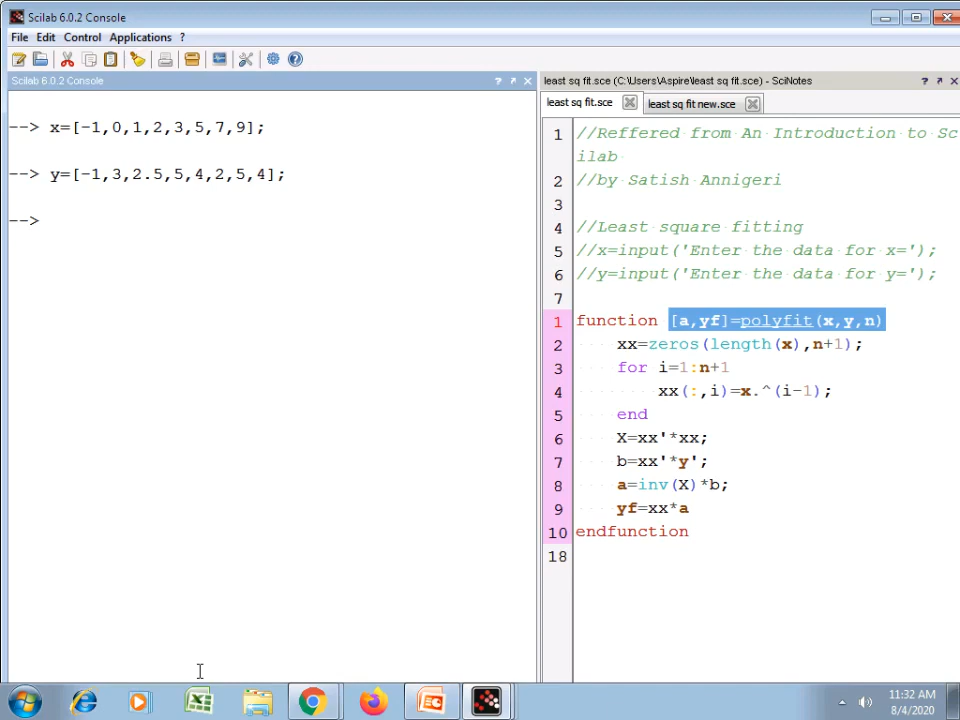 Scilab 6.0.2 Console
File Edit Control Applications ?
Scilab 6.0.2 Console ?
--> x=[-1,0,1,2,3,5,7,9];
--> y=[-1,3,2.5,5,4,2,5,4];
-->
least sq fit.sce (C:\Users\Aspire\least sq fit.sce) - SciNotes ?
least sq fit.sce least sq fit new.sce
1 //Reffered from An Introduction to Sc
ilab
2 //by Satish Annigeri
3
4 //Least square fitting
5 //x=input('Enter the data for x=');
6 //y=input('Enter the data for y=');
7
1 function [a,yf]=polyfit(x,y,n)
2 xx=zeros(length(x),n+1);
3 for i=1:n+1
4 xx(:,i)=x.^(i-1);
5 end
6 X=xx'*xx;
7 b=xx'*y';
8 a=inv(X)*b;
9 yf=xx*a
10 endfunction
18
11:32 AM
8/4/2020